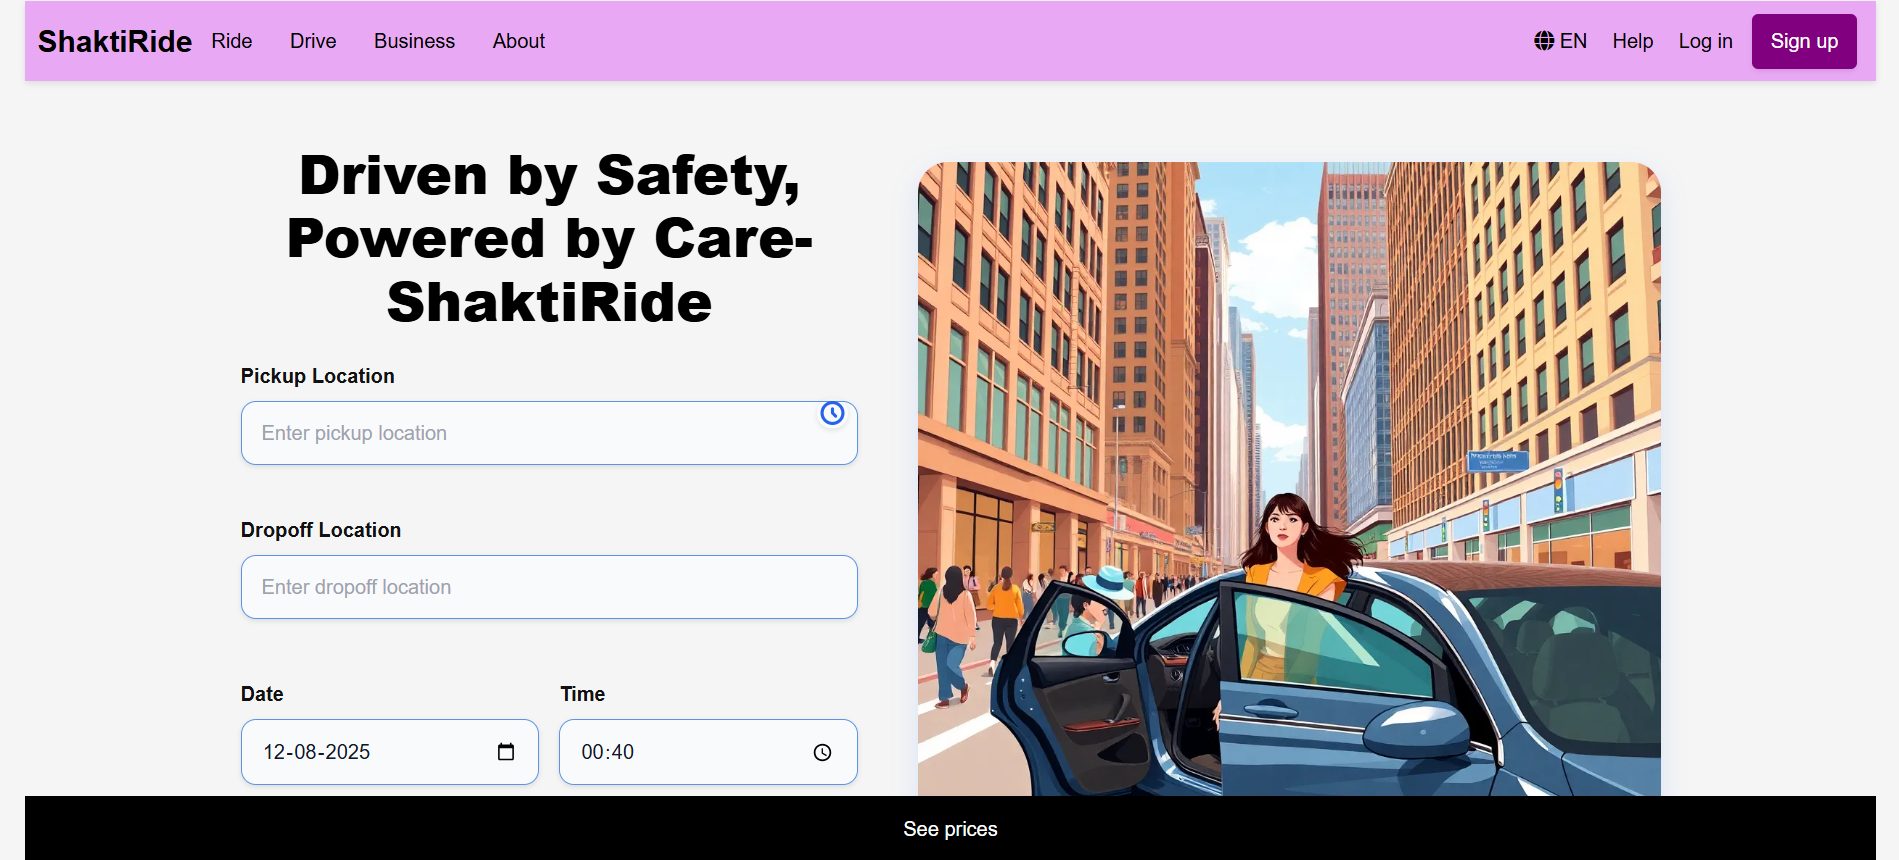 ShaktiRide Ride Drive Business About EN Help Log in Sign up
Driven by Safety,
Powered by Care-
ShaktiRide
Pickup Location
Enter pickup location
Dropoff Location
Enter dropoff location
Date Time
12-08-2025 00:40
See prices